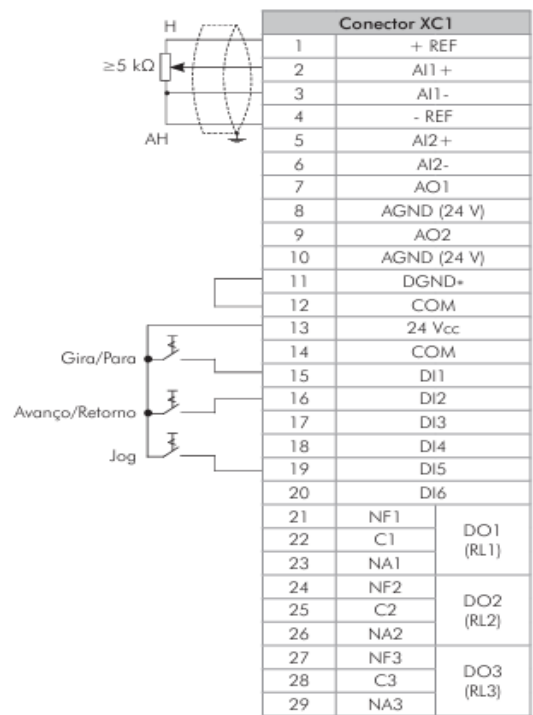 Conector XC1
H
≥5 kΩ
AH
1 + REF
2 AI1+
3 AI1-
4 - REF
5 AI2+
6 AI2-
7 AO1
8 AGND (24 V)
9 AO2
10 AGND (24 V)
11 DGND*
12 COM
13 24 Vcc
14 COM
Gira/Para
15 DI1
16 DI2
Avanço/Retorno
17 DI3
18 DI4
Jog
19 DI5
20 DI6
21 NF1
22 C1
23 NA1
DO1
(RL1)
24 NF2
25 C2
26 NA2
DO2
(RL2)
27 NF3
28 C3
29 NA3
DO3
(RL3)